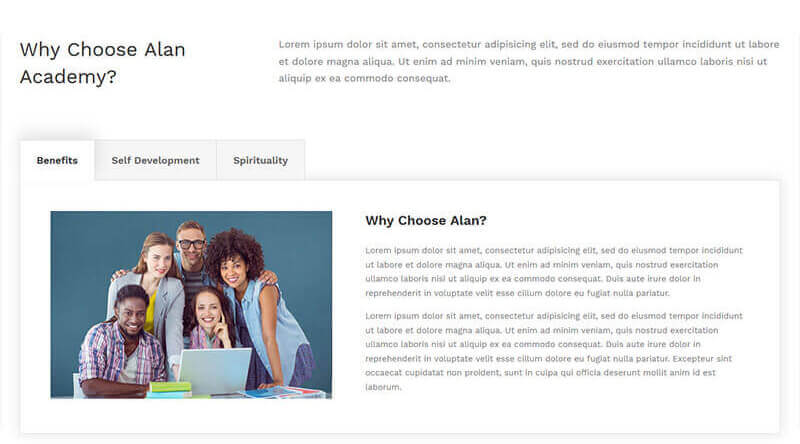 Why Choose Alan
Academy?
Lorem ipsum dolor sit amet, consectetur adipisicing elit, sed do eiusmod tempor incididunt ut labore
et dolore magna aliqua. Ut enim ad minim veniam, quis nostrud exercitation ullamco laboris nisi ut
aliquip ex ea commodo consequat.
Benefits
Self Development
Spirituality
Why Choose Alan?
Lorem ipsum dolor sit amet, consectetur adipisicing elit, sed do eiusmod tempor incididunt
ut labore et dolore magna aliqua. Ut enim ad minim veniam, quis nostrud exercitation
ullamco laboris nisi ut aliquip ex ea commodo consequat. Duis aute irure dolor in
reprehenderit in voluptate velit esse cillum dolore eu fugiat nulla pariatur.
Lorem ipsum dolor sit amet, consectetur adipisicing elit, sed do eiusmod tempor incididunt
ut labore et dolore magna aliqua. Ut enim ad minim veniam, quis nostrud exercitation
ullamco laboris nisi ut aliquip ex ea commodo consequat. Duis aute irure dolor in
reprehenderit in voluptate velit esse cillum dolore eu fugiat nulla pariatur. Excepteur sint
occaecat cupidatat non proident, sunt in culpa qui officia deserunt mollit anim id est
laborum.